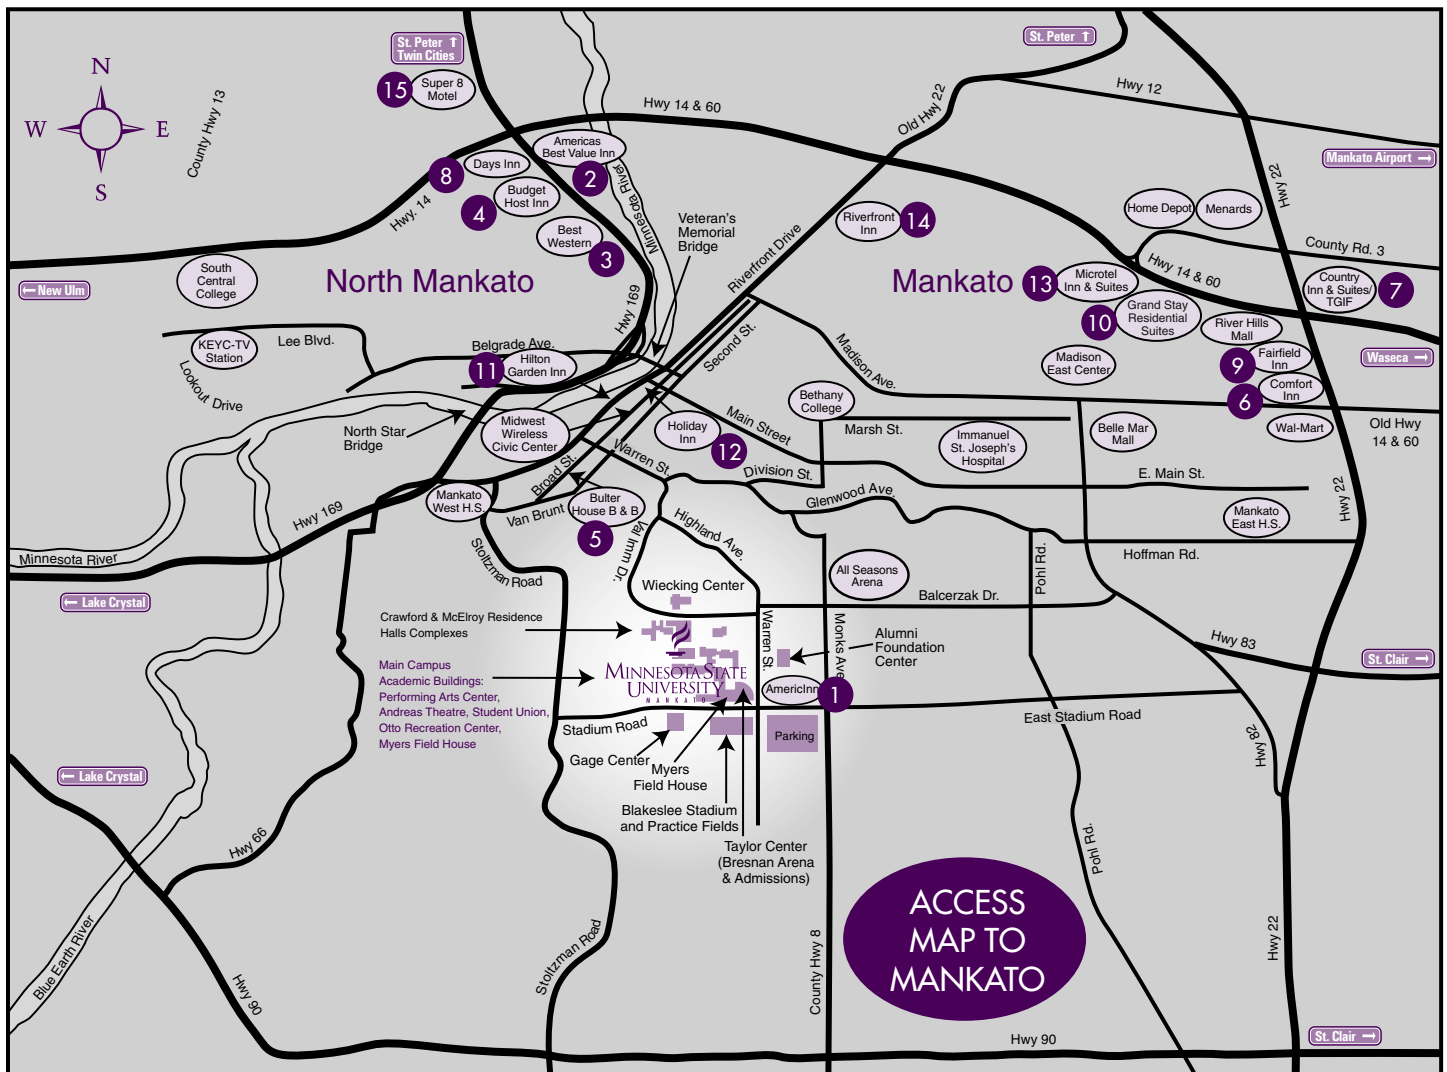 St. Peter ↑
Twin Cities
St. Peter ↑
N
W
E
S
15
Super 8
Motel
County Hwy 13
Hwy 14 & 60
Old Hwy 22
Hwy 12
Mankato Airport →
Americas
Best Value Inn
2
8
Days Inn
4
Budget
Host Inn
Best
Western
3
Hwy. 14
Minnesota River
Veteran's
Memorial
Bridge
Riverfront
Inn
14
Home Depot
Menards
Hwy 22
County Rd. 3
← New Ulm
South
Central
College
North Mankato
Mankato
Riverfront Drive
13
Microtel
Inn & Suites
Hwy 14 & 60
Country
Inn & Suites/
TGIF
7
10
Grand Stay
Residential
Suites
River Hills
Mall
Hwy 169
Second St.
KEYC-TV
Station
Lee Blvd.
Lookout Drive
Belgrade Ave.
11
Hilton
Garden Inn
Madison Ave.
Madison
East Center
9
Fairfield
Inn
Waseca →
6
Comfort
Inn
Bethany
College
Main Street
Marsh St.
North Star
Bridge
Midwest
Wireless
Civic Center
Holiday
Inn
12
Immanuel
St. Joseph's
Hospital
Belle Mar
Mall
Wal-Mart
Old Hwy
14 & 60
Warren St.
Broad St.
Division St.
E. Main St.
Glenwood Ave.
Mankato
West H.S.
Van Brunt
Bulter
House B & B
5
Hwy 169
Hwy 22
Mankato
East H.S.
Minnesota River
Stoltzman Road
Val Imm Dr.
Highland Ave.
Pohl Rd.
Hoffman Rd.
All Seasons
Arena
Wiecking Center
Balcerzak Dr.
← Lake Crystal
Crawford & McElroy Residence
Halls Complexes
Warren St.
Monks Ave.
Alumni
Foundation
Center
Hwy 83
St. Clair →
Main Campus
Academic Buildings:
Performing Arts Center,
Andreas Theatre, Student Union,
Otto Recreation Center,
Myers Field House
MINNESOTA STATE
UNIVERSITY
MANKATO
AmericInn
1
Stadium Road
East Stadium Road
Parking
Hwy 82
Gage Center
Myers
Field House
← Lake Crystal
Blakeslee Stadium
and Practice Fields
Taylor Center
(Bresnan Arena
& Admissions)
Hwy 66
Pohl Rd.
ACCESS
MAP TO
MANKATO
Blue Earth River
Hwy 90
Stoltzman Road
County Hwy 8
Hwy 22
Hwy 90
St. Clair →